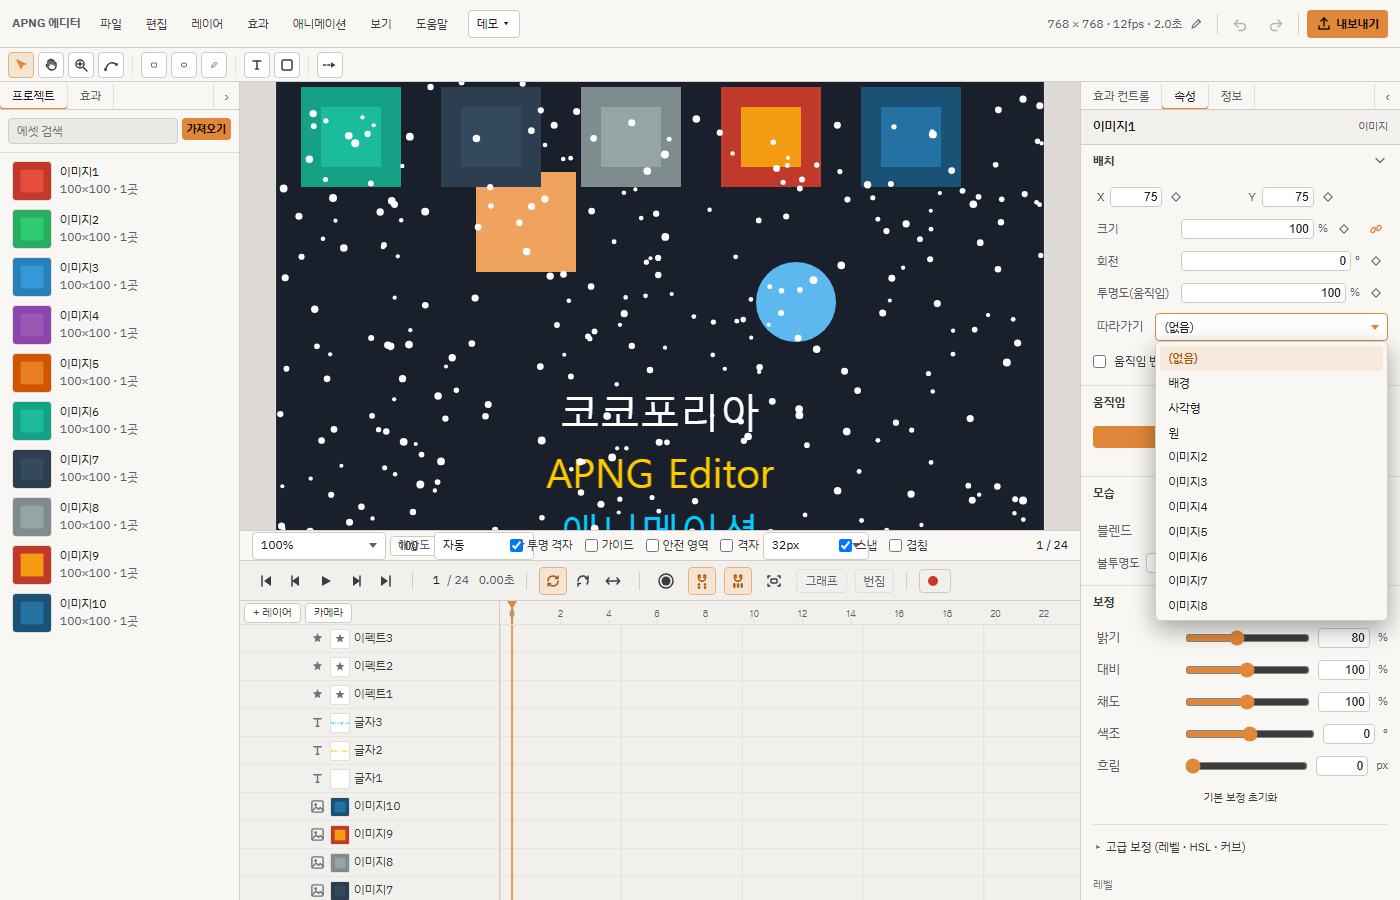 APNG 에디터 파일 편집 레이어 효과 애니메이션 보기 도움말 데모 768 × 768 · 12fps · 2.0초 내보내기
프로젝트 효과
에셋 검색 가져오기
이미지1
100×100 · 1곳
이미지2
100×100 · 1곳
이미지3
100×100 · 1곳
이미지4
100×100 · 1곳
이미지5
100×100 · 1곳
이미지6
100×100 · 1곳
이미지7
100×100 · 1곳
이미지8
100×100 · 1곳
이미지9
100×100 · 1곳
이미지10
100×100 · 1곳
코코포리아
APNG Editor
애니메이션
100% 해상도 자동 투명 격자 가이드 안전 영역 격자 32px 스냅 겹침 1 / 24
1 / 24 0.00초 그래프 번짐
+ 레이어 카메라 0 2 4 6 8 10 12 14 16 18 20 22
이펙트3
이펙트2
이펙트1
T 글자3
T 글자2
T 글자1
이미지10
이미지9
이미지8
이미지7
효과 컨트롤 속성 정보
이미지1 이미지
배치
X 75 Y 75
크기 100 %
회전 0 °
투명도(움직임) 100 %
따라가기 (없음)
(없음)
배경
사각형
원
이미지2
이미지3
이미지4
이미지5
이미지6
이미지7
이미지8
움직임
움직임
모습
블렌드
불투명도
보정
밝기 80 %
대비 100 %
채도 100 %
색조 0 °
흐림 0 px
기본 보정 초기화
고급 보정 (레벨 · HSL · 커브)
레벨